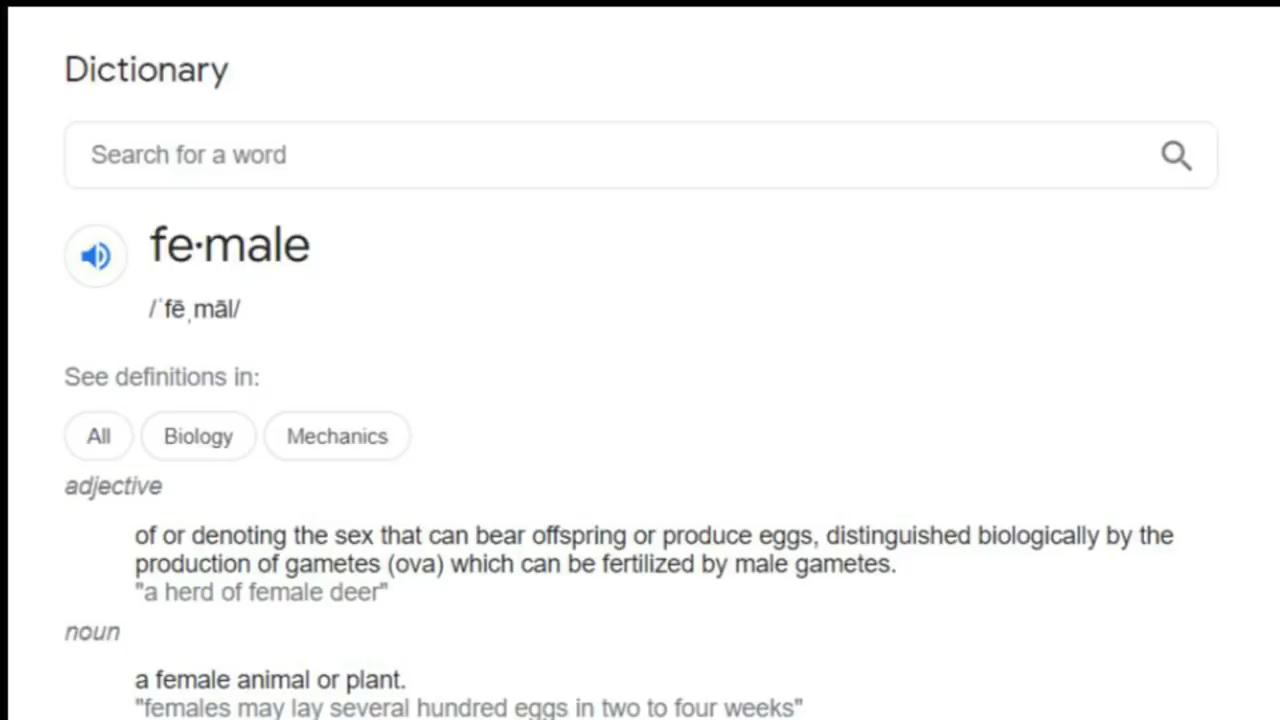 Dictionary
Search for a word
fe·male
/ˈfēˌmāl/
See definitions in:
All Biology Mechanics
adjective
of or denoting the sex that can bear offspring or produce eggs, distinguished biologically by the
production of gametes (ova) which can be fertilized by male gametes.
"a herd of female deer"
noun
a female animal or plant.
"females may lay several hundred eggs in two to four weeks"